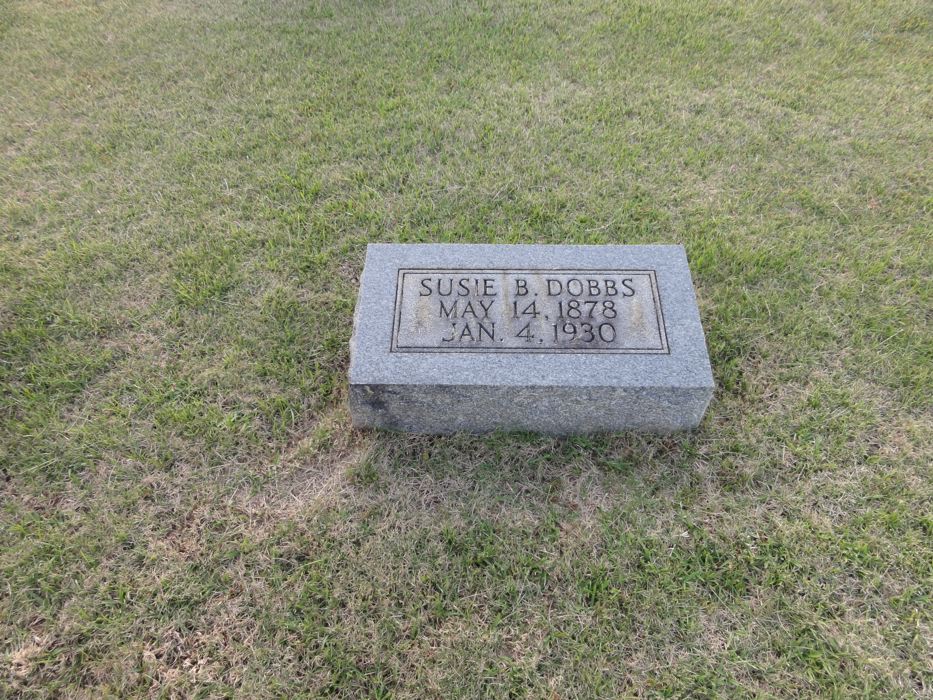 SUSIE B. DOBBS
MAY 14, 1878
JAN. 4, 1930